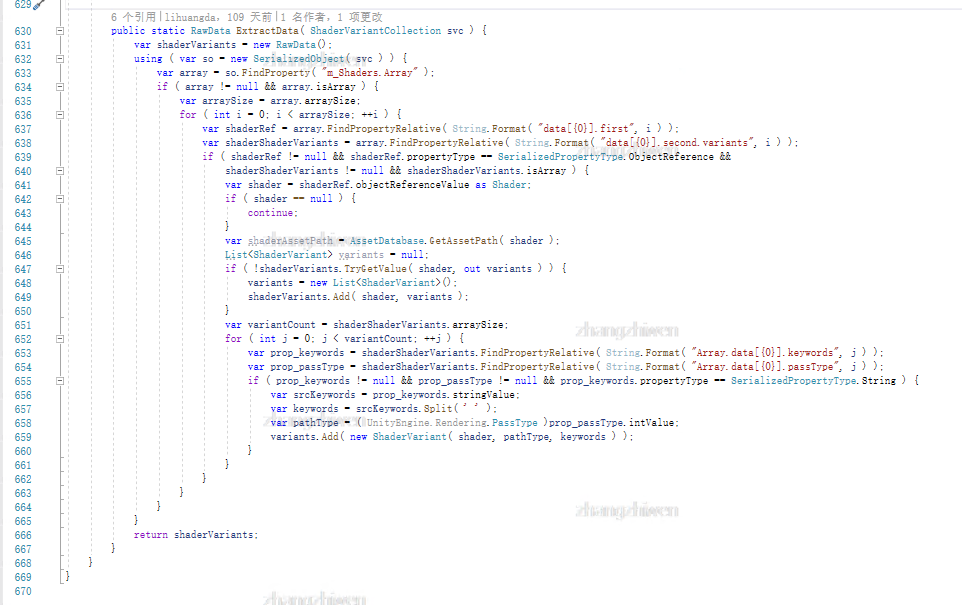 629
6 个引用|lihuangda, 109 天前|1 名作者, 1 项更改
630 public static RawData ExtractData( ShaderVariantCollection svc ) {
631 var shaderVariants = new RawData();
632 using ( var so = new SerializedObject( svc ) ) {
633 var array = so.FindProperty( "m_Shaders.Array" );
634 if ( array != null && array.isArray ) {
635 var arraySize = array.arraySize;
636 for ( int i = 0; i < arraySize; ++i ) {
637 var shaderRef = array.FindPropertyRelative( String.Format( "data[{0}].first", i ) );
638 var shaderShaderVariants = array.FindPropertyRelative( String.Format( "data[{0}].second.variants", i ) );
639 if ( shaderRef != null && shaderRef.propertyType == SerializedPropertyType.ObjectReference &&
640 shaderShaderVariants != null && shaderShaderVariants.isArray ) {
641 var shader = shaderRef.objectReferenceValue as Shader;
642 if ( shader == null ) {
643 continue;
644 }
645 var shaderAssetPath = AssetDatabase.GetAssetPath( shader );
646 List<ShaderVariant> variants = null;
647 if ( !shaderVariants.TryGetValue( shader, out variants ) ) {
648 variants = new List<ShaderVariant>();
649 shaderVariants.Add( shader, variants );
650 }
651 var variantCount = shaderShaderVariants.arraySize;
652 for ( int j = 0; j < variantCount; ++j ) {
653 var prop_keywords = shaderShaderVariants.FindPropertyRelative( String.Format( "Array.data[{0}].keywords", j ) );
654 var prop_passType = shaderShaderVariants.FindPropertyRelative( String.Format( "Array.data[{0}].passType", j ) );
655 if ( prop_keywords != null && prop_passType != null && prop_keywords.propertyType == SerializedPropertyType.String ) {
656 var srcKeywords = prop_keywords.stringValue;
657 var keywords = srcKeywords.Split( ' ' );
658 var pathType = ( UnityEngine.Rendering.PassType )prop_passType.intValue;
659 variants.Add( new ShaderVariant( shader, pathType, keywords ) );
660 }
661 }
662 }
663 }
664 }
665 }
666 return shaderVariants;
667 }
668 }
669 }
670
zhangzhiwen
zhangzhiwen
zhangzhiwen
zhangzhiwen
zhangzhiwen
zhangzhiwen
zhangzhiwen